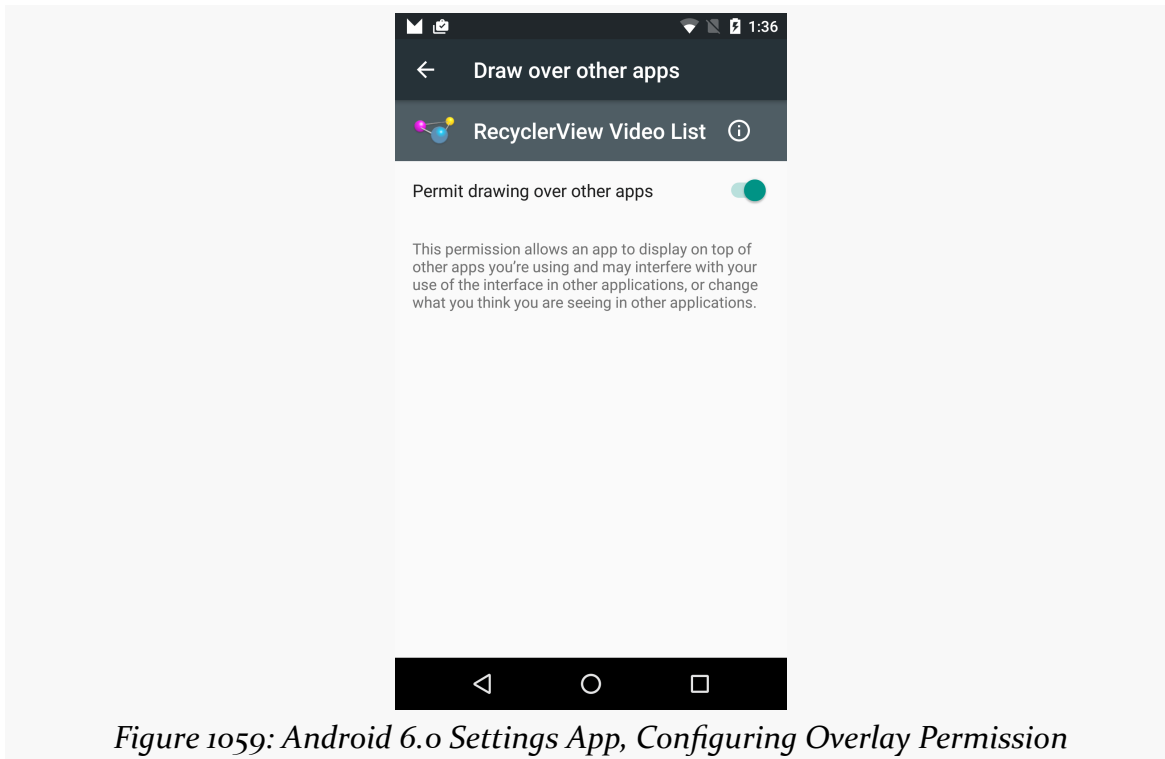 1:36
Draw over other apps
RecyclerView Video List
Permit drawing over other apps
This permission allows an app to display on top of
other apps you’re using and may interfere with your
use of the interface in other applications, or change
what you think you are seeing in other applications.
Figure 1059: Android 6.0 Settings App, Configuring Overlay Permission